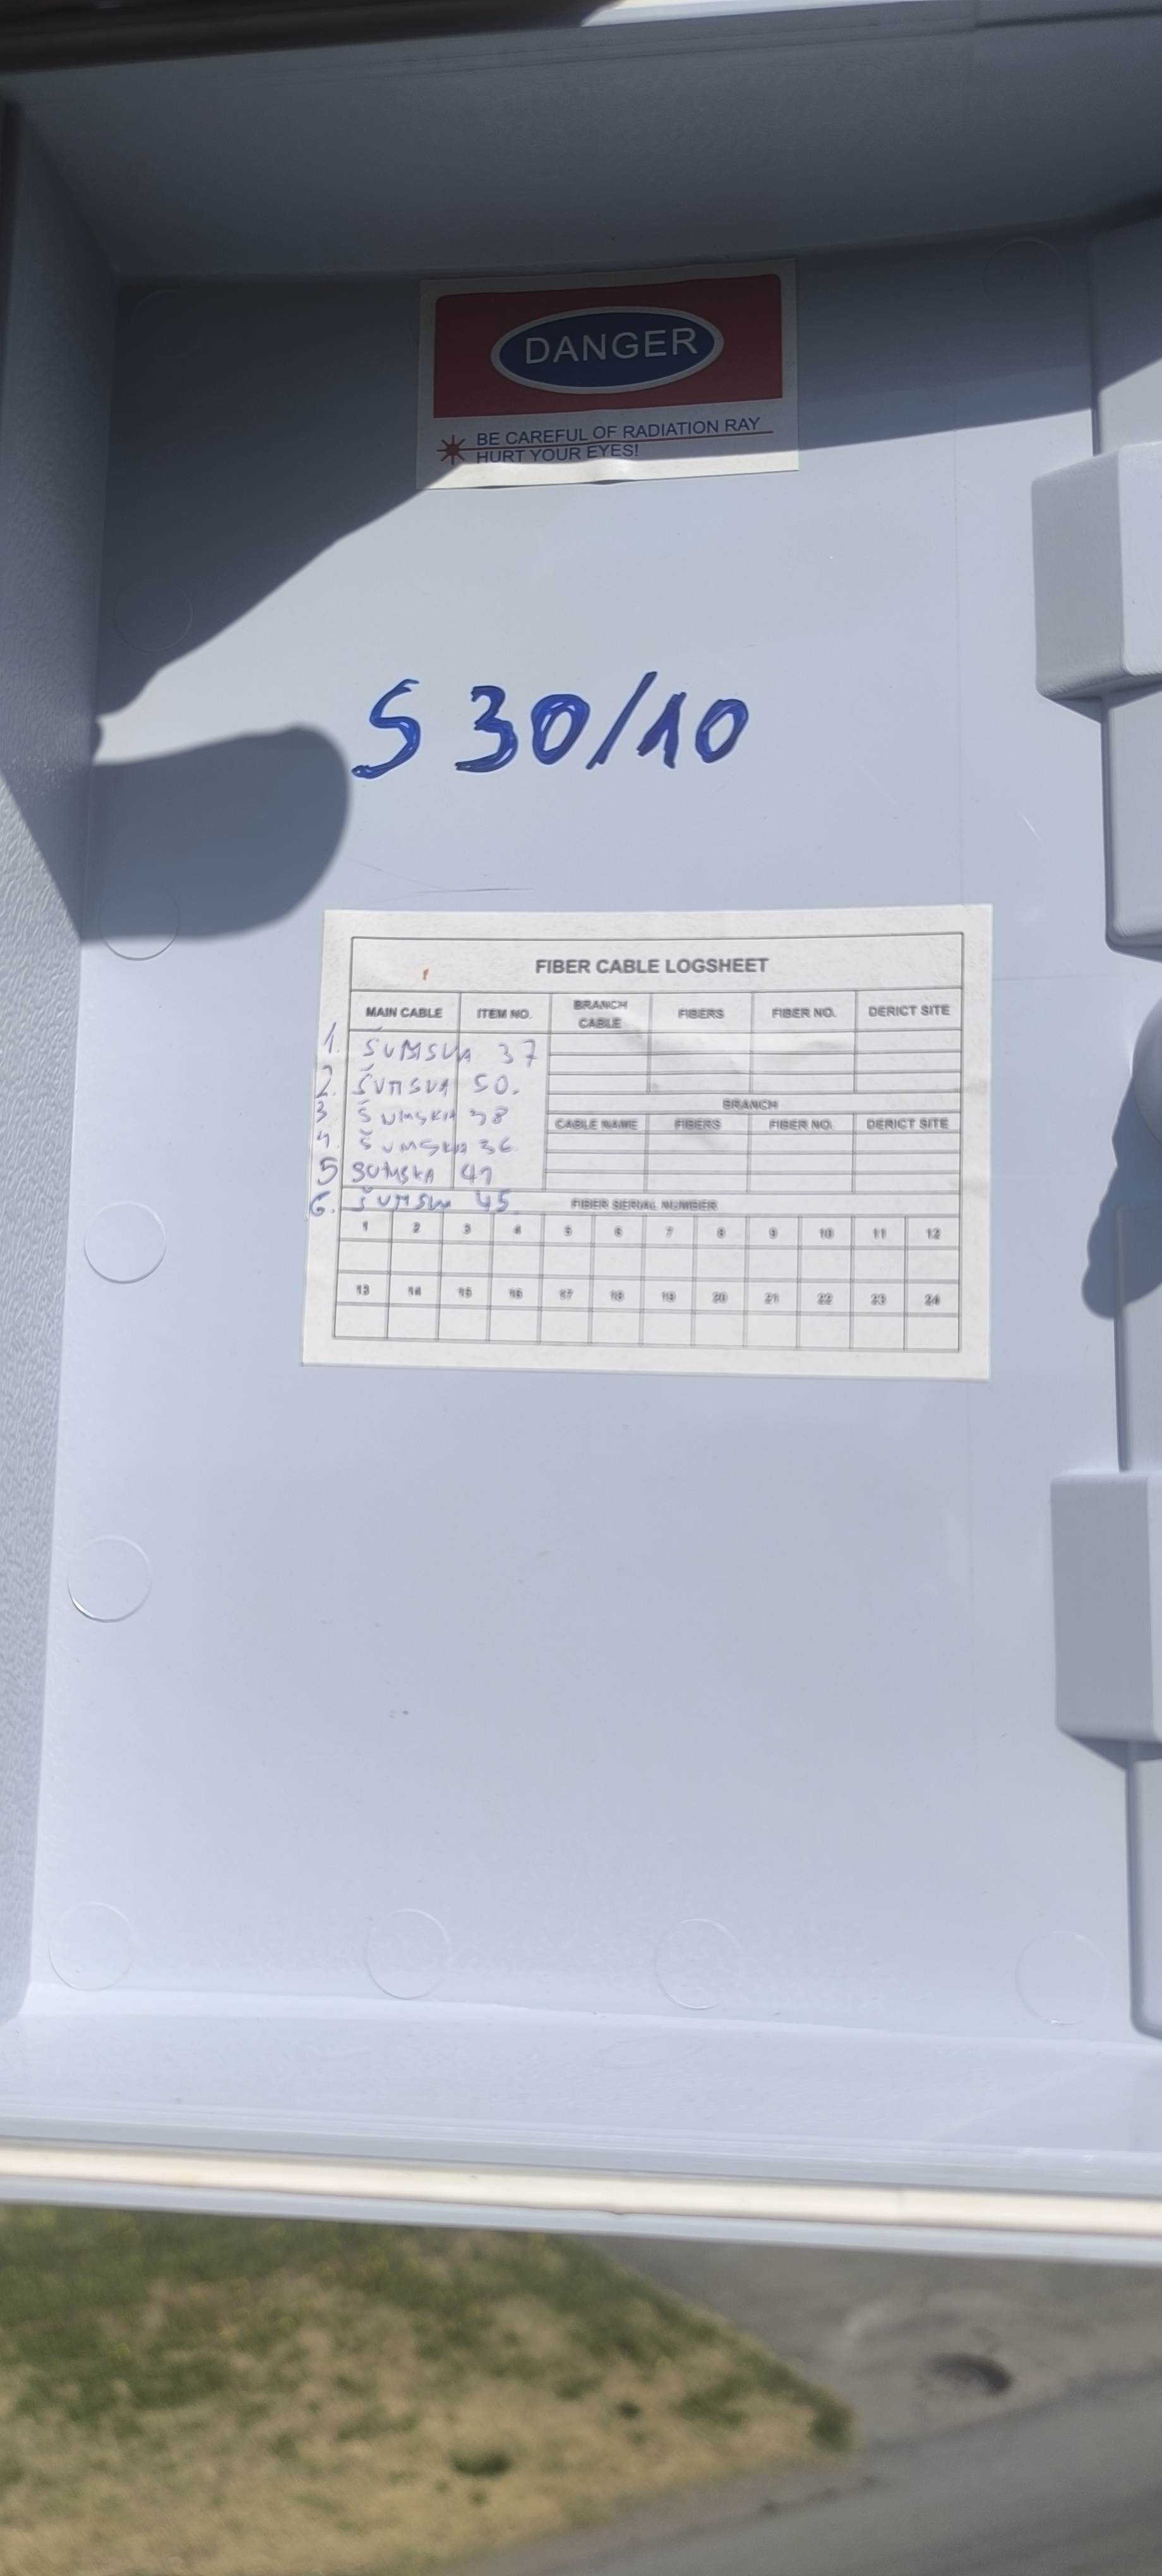 DANGER
BE CAREFUL OF RADIATION RAY
HURT YOUR EYES!
S 30/10
FIBER CABLE LOGSHEET
MAIN CABLE ITEM NO. BRANCH CABLE FIBERS FIBER NO. DERICT SITE
1. ŠUMSKA 37
2. ŠUMSKA 50.
3 ŠUMSKA 38
4. ŠUMSKA 36
5 SUMSKA 41
6. ŠUMSKA 45
BRANCH
CABLE NAME FIBERS FIBER NO. DERICT SITE
FIBER SERIAL NUMBER
1 2 3 4 5 6 7 8 9 10 11 12
13 14 15 16 17 18 19 20 21 22 23 24